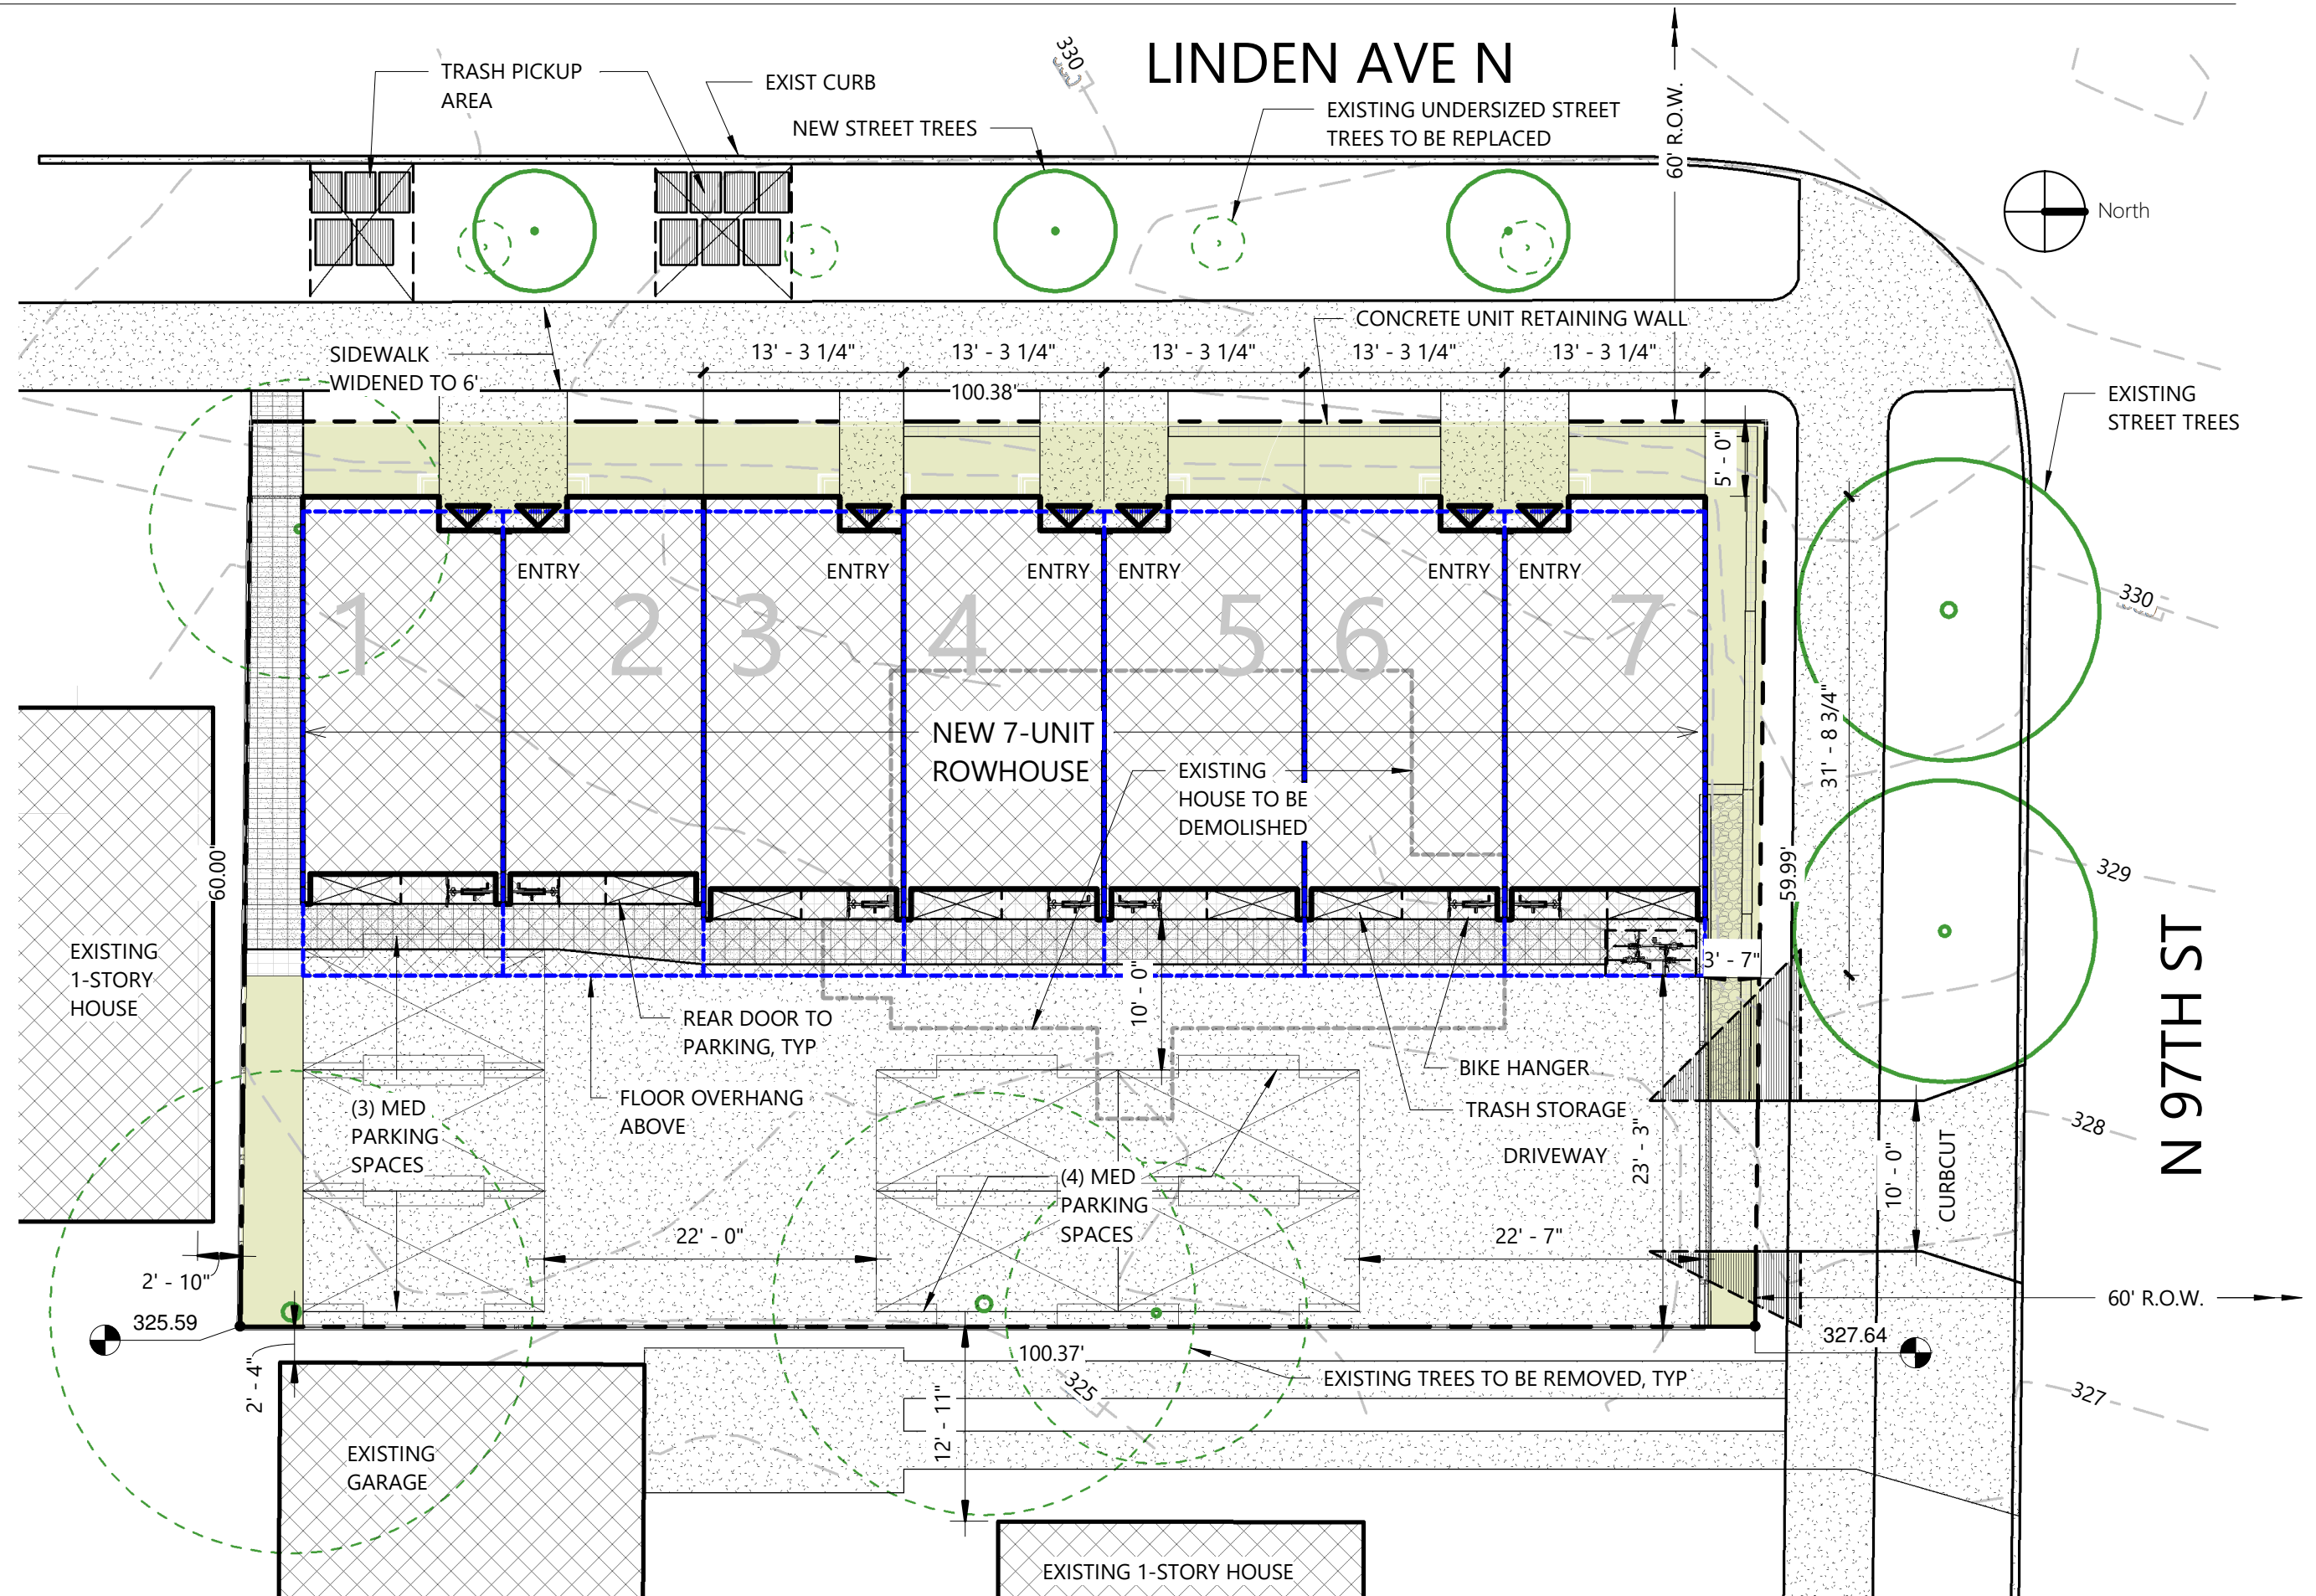 LINDEN AVE N
330
TRASH PICKUP
AREA
EXIST CURB
NEW STREET TREES
EXISTING UNDERSIZED STREET
TREES TO BE REPLACED
60' R.O.W.
North
SIDEWALK
WIDENED TO 6'
CONCRETE UNIT RETAINING WALL
13' - 3 1/4"
13' - 3 1/4"
13' - 3 1/4"
13' - 3 1/4"
13' - 3 1/4"
100.38'
EXISTING
STREET TREES
5' - 0"
ENTRY
ENTRY
ENTRY
ENTRY
ENTRY
ENTRY
1
2
3
4
5
6
7
330
31' - 8 3/4"
NEW 7-UNIT
ROWHOUSE
EXISTING
HOUSE TO BE
DEMOLISHED
60.00'
59.99'
329
EXISTING
1-STORY
HOUSE
3' - 7"
10' - 0"
N 97TH ST
REAR DOOR TO
PARKING, TYP
BIKE HANGER
FLOOR OVERHANG
ABOVE
TRASH STORAGE
(3) MED
PARKING
SPACES
DRIVEWAY
23' - 3"
328
10' - 0"
CURBCUT
(4) MED
PARKING
SPACES
22' - 0"
22' - 7"
2' - 10"
325.59
60' R.O.W.
327.64
2' - 4"
100.37'
325
EXISTING TREES TO BE REMOVED, TYP
327
12' - 11"
EXISTING
GARAGE
EXISTING 1-STORY HOUSE